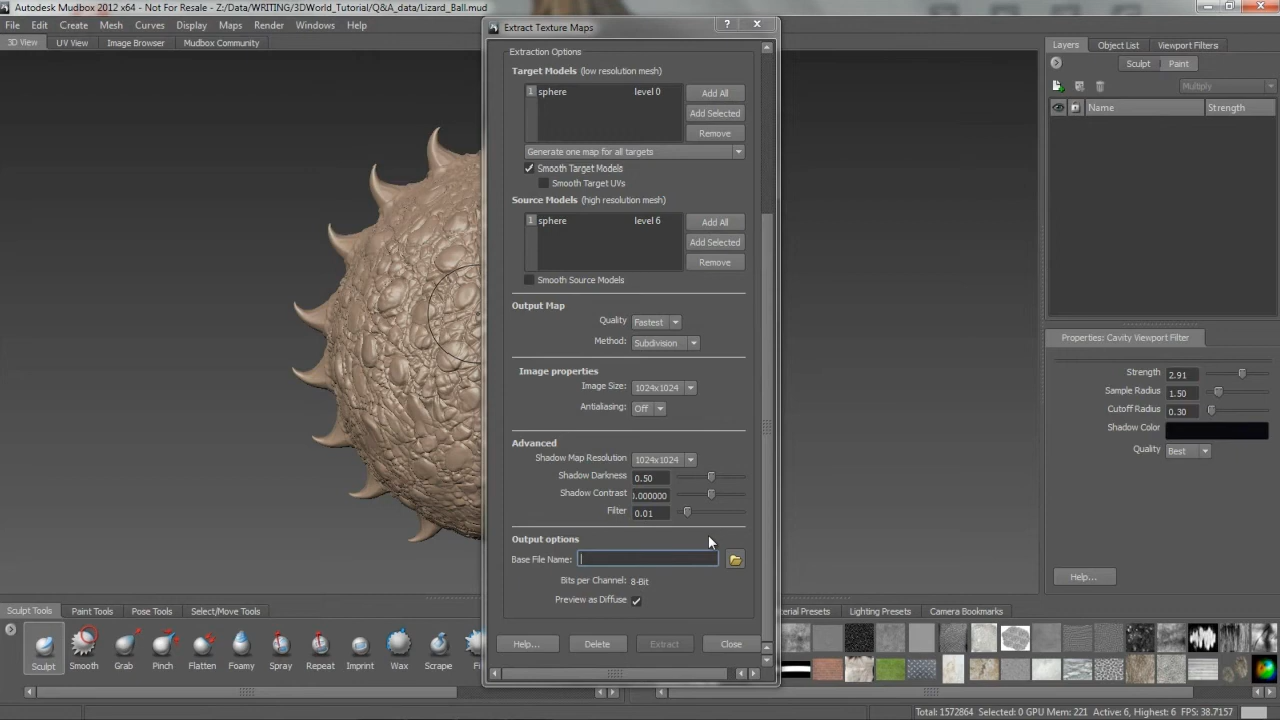 Autodesk Mudbox 2012 x64 - Not For Resale - Z:/Data/WRITING/3DWorld_Tutorial/Q&A_data/Lizard_Ball.mud
File Edit Create Mesh Curves Display Maps Render Windows Help
3D View UV View Image Browser Mudbox Community
Extract Texture Maps
Extraction Options
Target Models (low resolution mesh)
1 sphere level 0
Add All
Add Selected
Remove
Generate one map for all targets
Smooth Target Models
Smooth Target UVs
Source Models (high resolution mesh)
1 sphere level 6
Add All
Add Selected
Remove
Smooth Source Models
Output Map
Quality Fastest
Method: Subdivision
Image properties
Image Size: 1024x1024
Antialiasing: Off
Advanced
Shadow Map Resolution 1024x1024
Shadow Darkness 0.50
Shadow Contrast 0.000000
Filter 0.01
Output options
Base File Name:
Bits per Channel: 8-Bit
Preview as Diffuse
Help... Delete Extract Close
Layers Object List Viewport Filters
Sculpt Paint
Multiply
Name Strength
Properties: Cavity Viewport Filter
Strength 2.91
Sample Radius 1.50
Cutoff Radius 0.30
Shadow Color
Quality Best
Help...
Sculpt Tools Paint Tools Pose Tools Select/Move Tools
Presets Lighting Presets Camera Bookmarks
Sculpt Smooth Grab Pinch Flatten Foamy Spray Repeat Imprint Wax Scrape
Total: 1572864 Selected: 0 GPU Mem: 221 Active: 6, Highest: 6 FPS: 38.7157